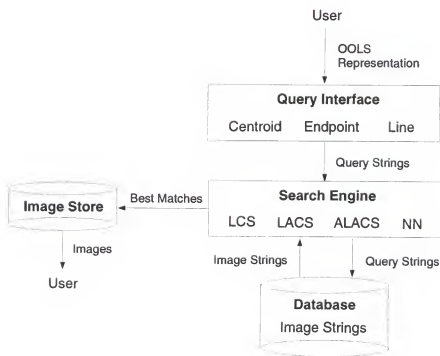 User
OOLS
Representation
Query Interface
Centroid Endpoint Line
Query Strings
Search Engine
LCS LACS ALACS NN
Best Matches
Image Store
Images
User
Image Strings
Query Strings
Database
Image Strings